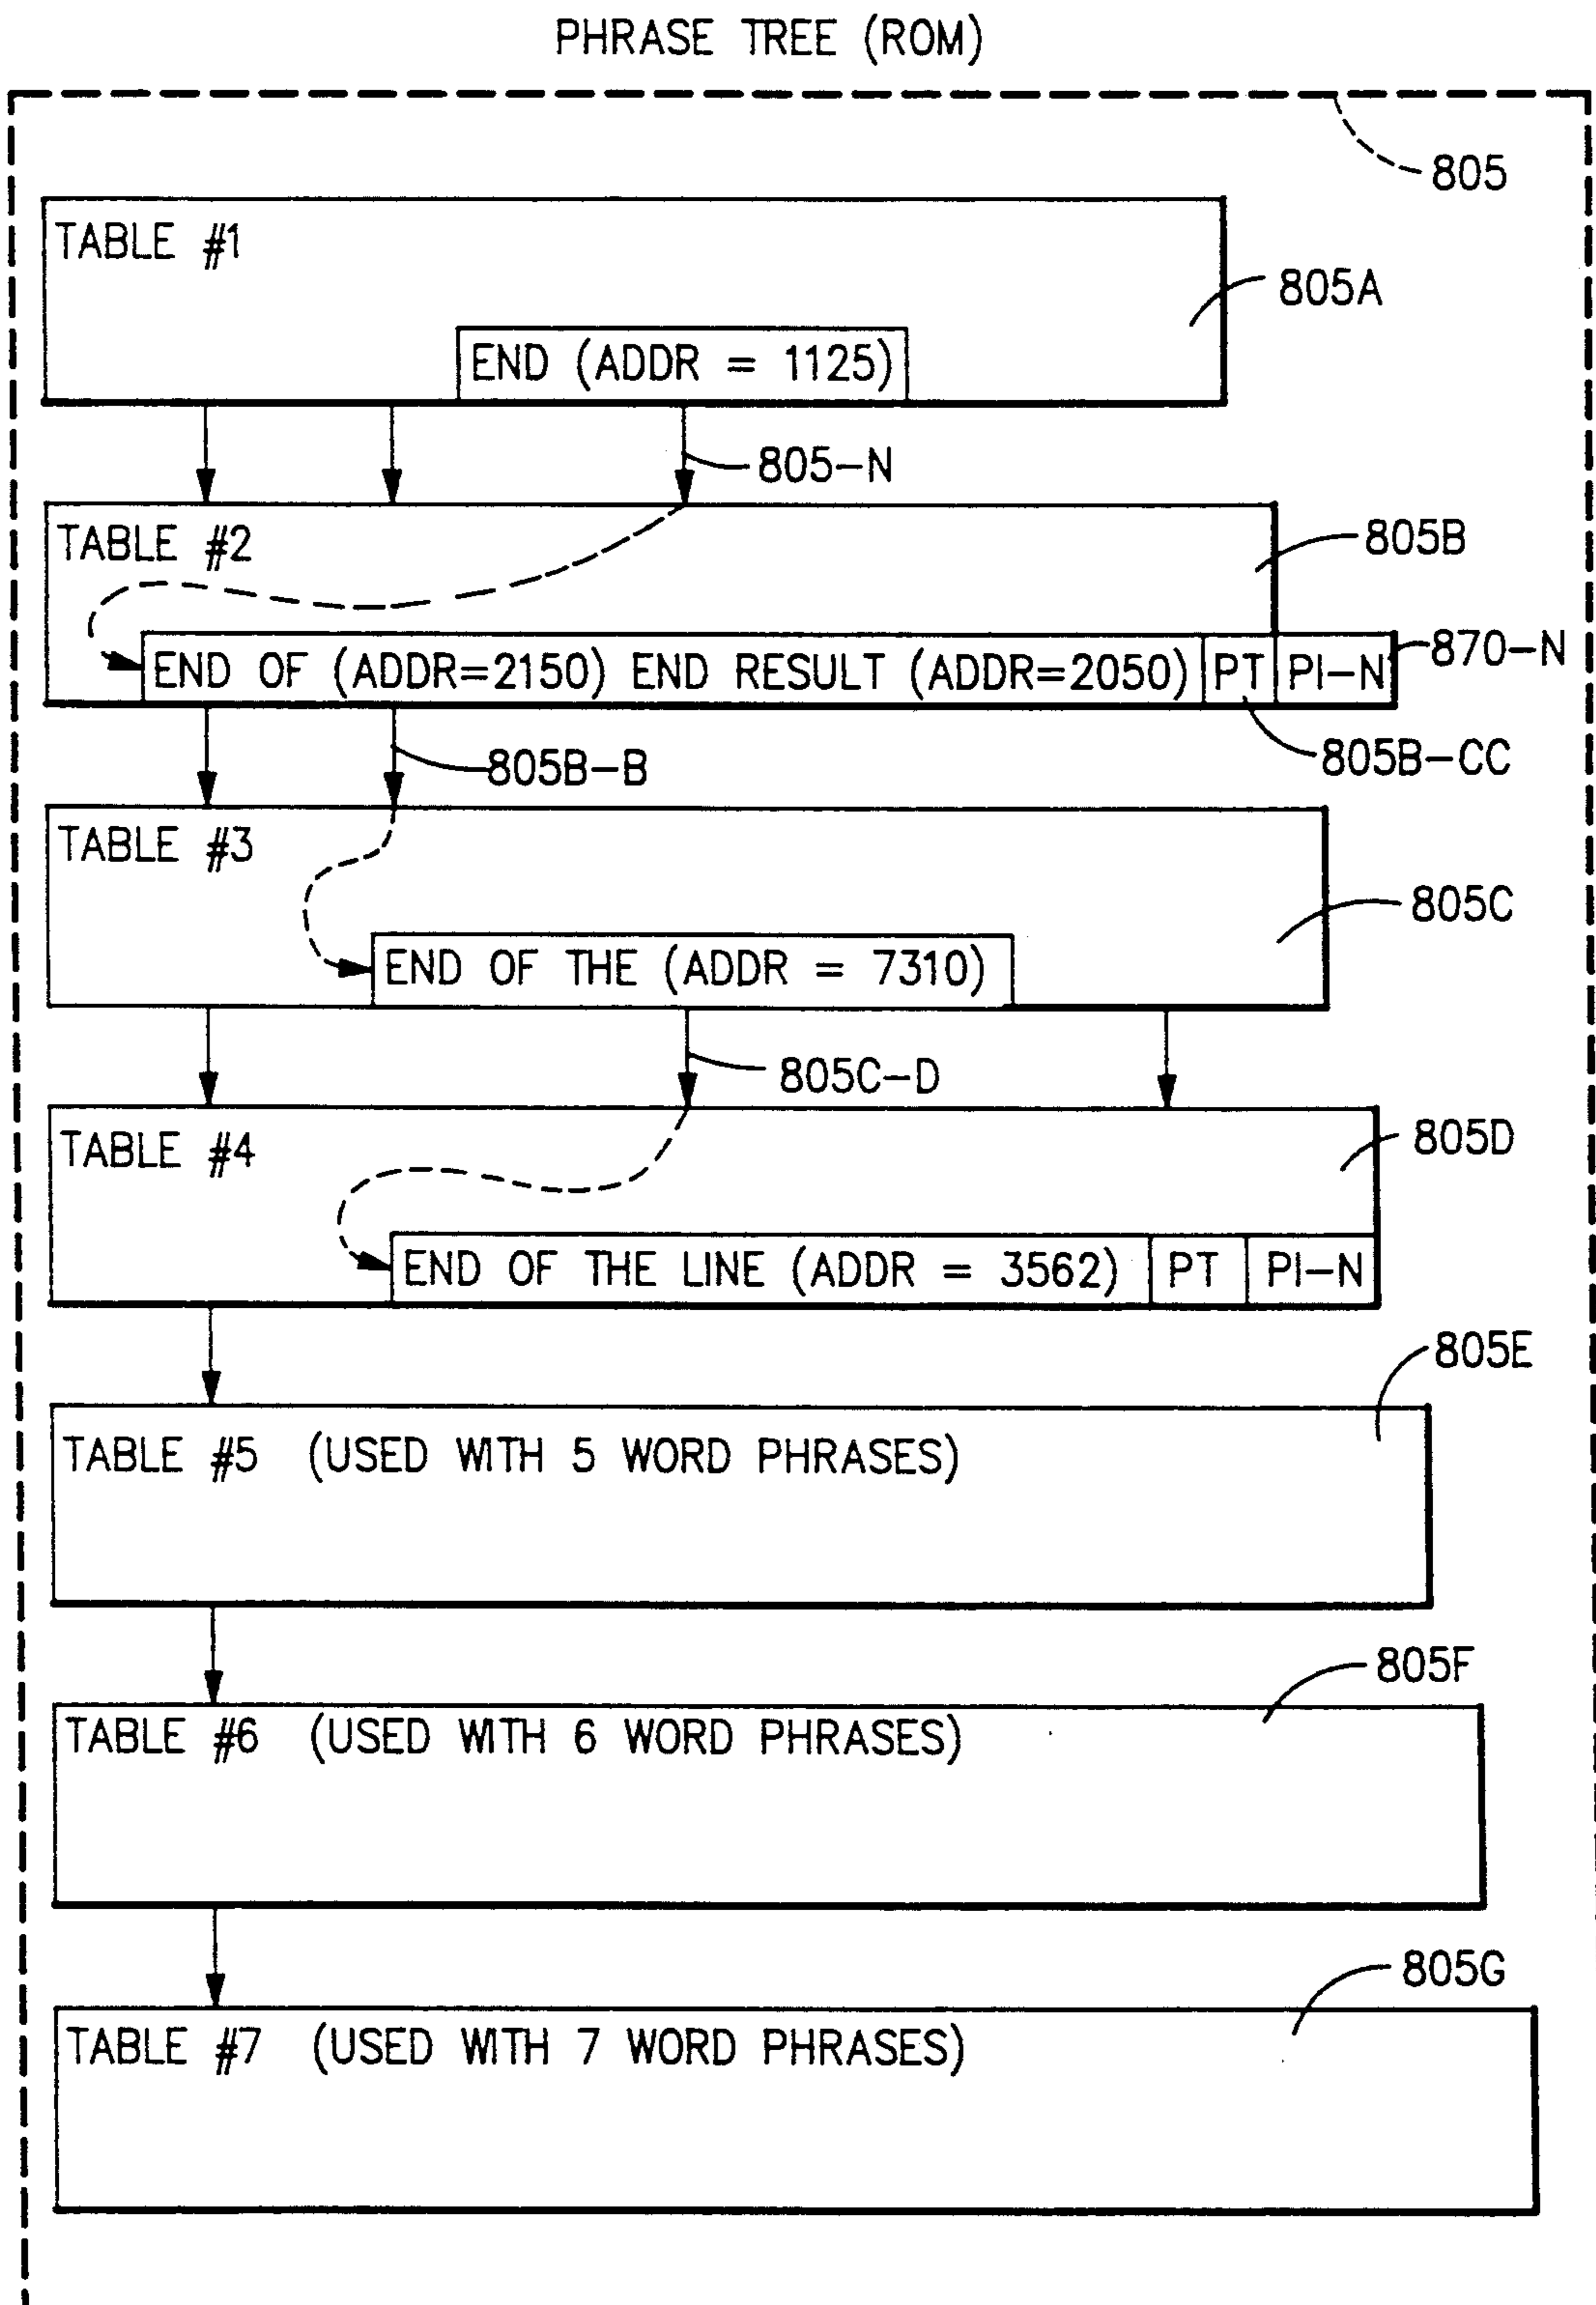 PHRASE TREE (ROM)
805
TABLE #1
805A
END (ADDR = 1125)
805-N
TABLE #2
805B
END OF (ADDR=2150) END RESULT (ADDR=2050) PT PI-N
870-N
805B-CC
805B-B
TABLE #3
805C
END OF THE (ADDR = 7310)
805C-D
TABLE #4
805D
END OF THE LINE (ADDR = 3562) PT PI-N
805E
TABLE #5 (USED WITH 5 WORD PHRASES)
805F
TABLE #6 (USED WITH 6 WORD PHRASES)
805G
TABLE #7 (USED WITH 7 WORD PHRASES)